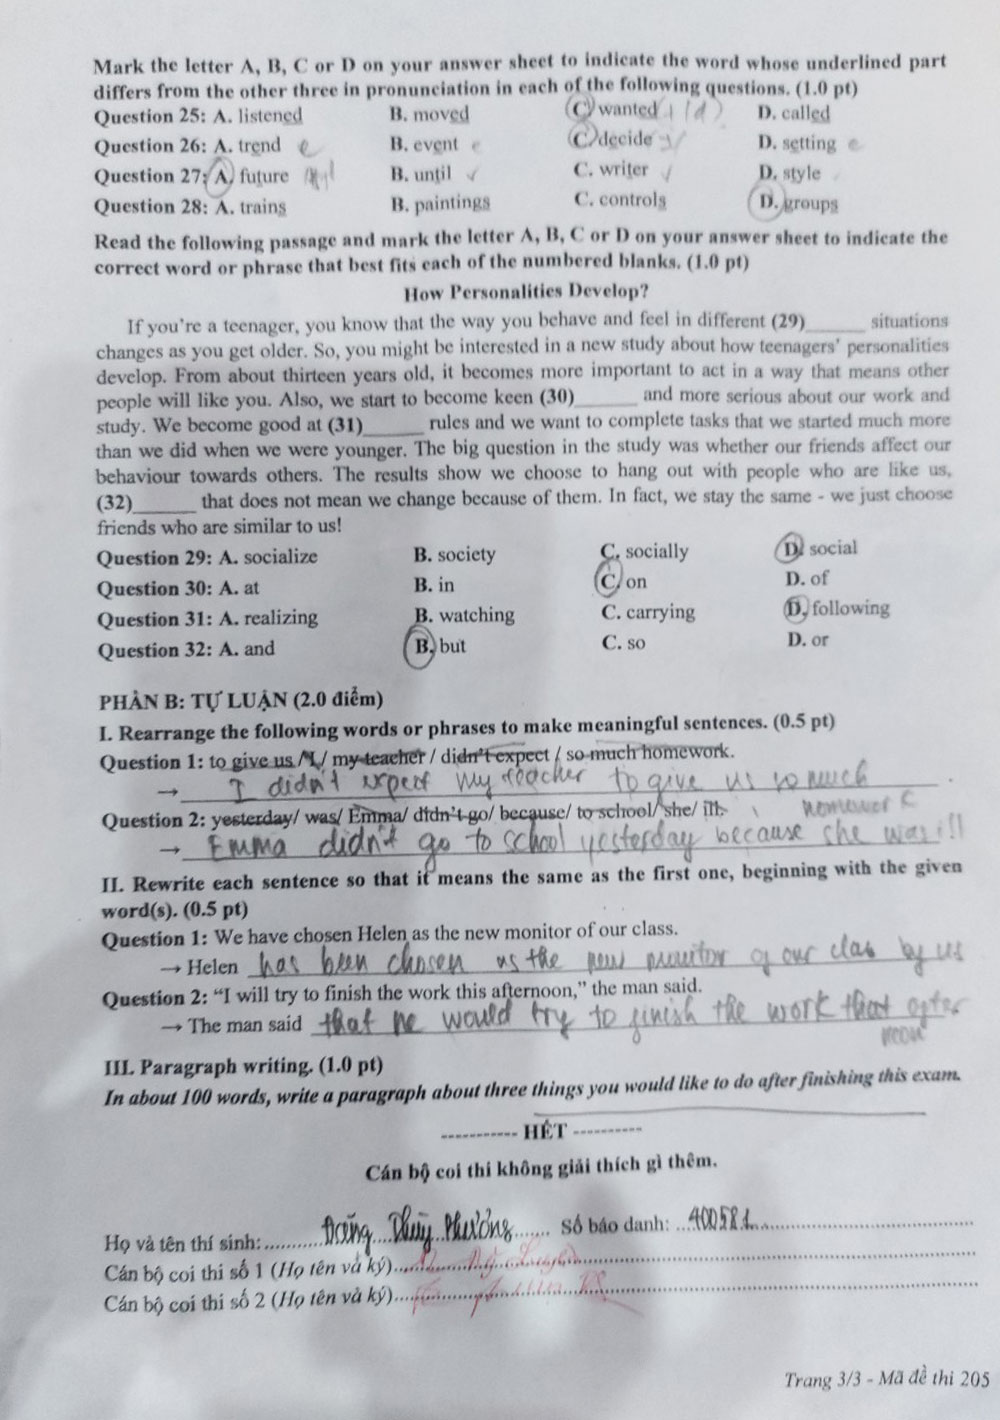 Mark the letter A, B, C or D on your answer sheet to indicate the word whose underlined part
differs from the other three in pronunciation in each of the following questions. (1.0 pt)
Question 25: A. listened B. moved C. wanted D. called
Question 26: A. trend e B. event e C. decide D. setting e
Question 27: A. future B. until C. writer D. style
Question 28: A. trains B. paintings C. controls D. groups
Read the following passage and mark the letter A, B, C or D on your answer sheet to indicate the
correct word or phrase that best fits each of the numbered blanks. (1.0 pt)
How Personalities Develop?
If you're a teenager, you know that the way you behave and feel in different (29)______ situations
changes as you get older. So, you might be interested in a new study about how teenagers' personalities
develop. From about thirteen years old, it becomes more important to act in a way that means other
people will like you. Also, we start to become keen (30)______ and more serious about our work and
study. We become good at (31)______ rules and we want to complete tasks that we started much more
than we did when we were younger. The big question in the study was whether our friends affect our
behaviour towards others. The results show we choose to hang out with people who are like us,
(32)______ that does not mean we change because of them. In fact, we stay the same - we just choose
friends who are similar to us!
Question 29: A. socialize B. society C. socially D. social
Question 30: A. at B. in C. on D. of
Question 31: A. realizing B. watching C. carrying D. following
Question 32: A. and B. but C. so D. or
PHẦN B: TỰ LUẬN (2.0 điểm)
I. Rearrange the following words or phrases to make meaningful sentences. (0.5 pt)
Question 1: to give us / I / my teacher / didn't expect / so much homework.
→ I didn't expect my teacher to give us so much
homework
Question 2: yesterday/ was/ Emma/ didn't go/ because/ to school/ she/ ill.
→ Emma didn't go to school yesterday because she was ill
II. Rewrite each sentence so that it means the same as the first one, beginning with the given
word(s). (0.5 pt)
Question 1: We have chosen Helen as the new monitor of our class.
→ Helen has been chosen as the new monitor of our class by us
Question 2: “I will try to finish the work this afternoon,” the man said.
→ The man said that he would try to finish the work that after
noon
III. Paragraph writing. (1.0 pt)
In about 100 words, write a paragraph about three things you would like to do after finishing this exam.
----------- HẾT ----------
Cán bộ coi thi không giải thích gì thêm.
Họ và tên thí sinh: Thùy Phương Số báo danh: 400581
Cán bộ coi thi số 1 (Họ tên và ký)
Cán bộ coi thi số 2 (Họ tên và ký)
Trang 3/3 - Mã đề thi 205